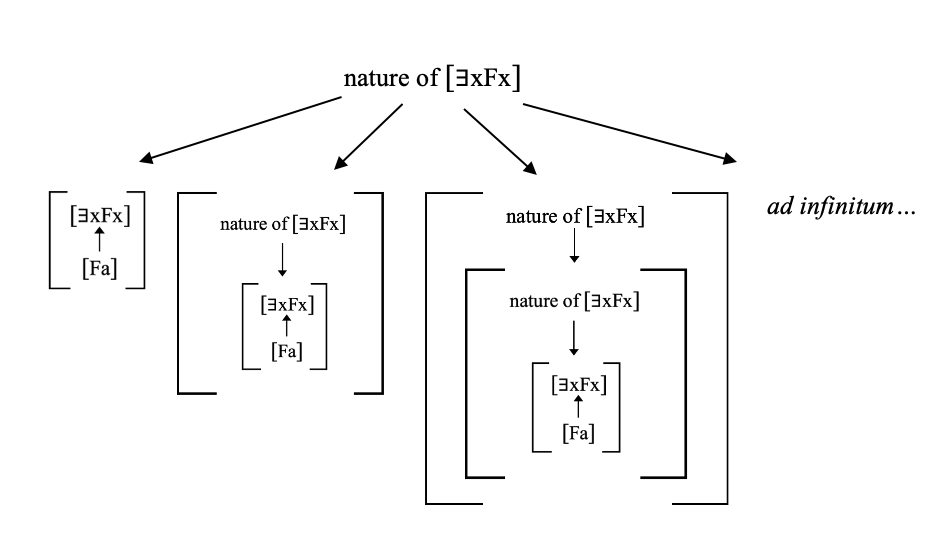 nature of [∃xFx]
[∃xFx]
[Fa]
nature of [∃xFx]
[∃xFx]
[Fa]
nature of [∃xFx]
nature of [∃xFx]
[∃xFx]
[Fa]
ad infinitum…